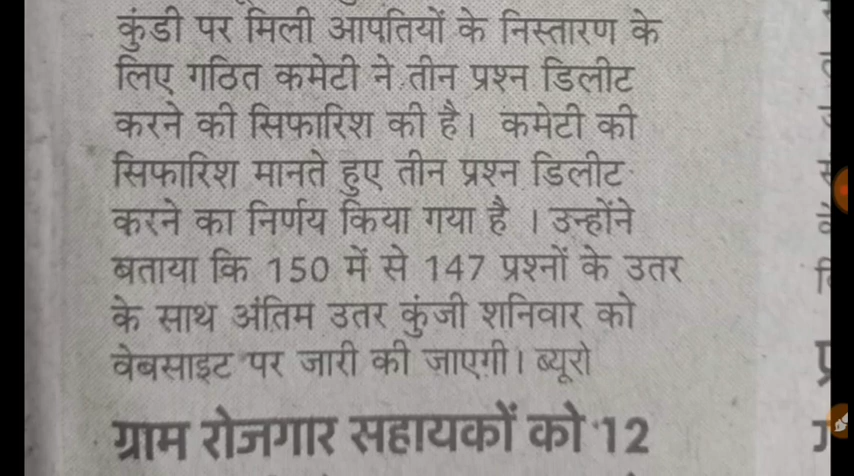 कुंडी पर मिली आपतियों के निस्तारण के
लिए गठित कमेटी ने तीन प्रश्न डिलीट
करने की सिफारिश की है। कमेटी की
सिफारिश मानते हुए तीन प्रश्न डिलीट
करने का निर्णय किया गया है । उन्होंने
बताया कि 150 में से 147 प्रश्नों के उतर
के साथ अंतिम उतर कुंजी शनिवार को
वेबसाइट पर जारी की जाएगी। ब्यूरो
ग्राम रोजगार सहायकों को 12